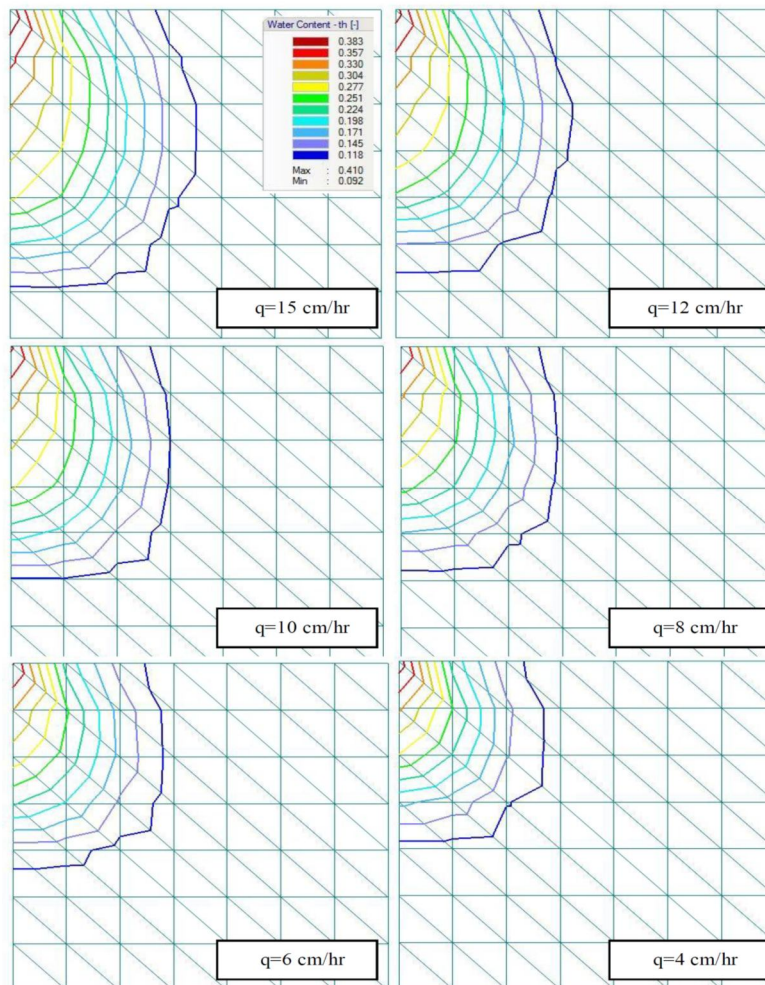 Water Content - th [-]
0.383
0.357
0.330
0.304
0.277
0.251
0.224
0.198
0.171
0.145
0.118
Max : 0.410
Min : 0.092
q=15 cm/hr
q=12 cm/hr
q=10 cm/hr
q=8 cm/hr
q=6 cm/hr
q=4 cm/hr